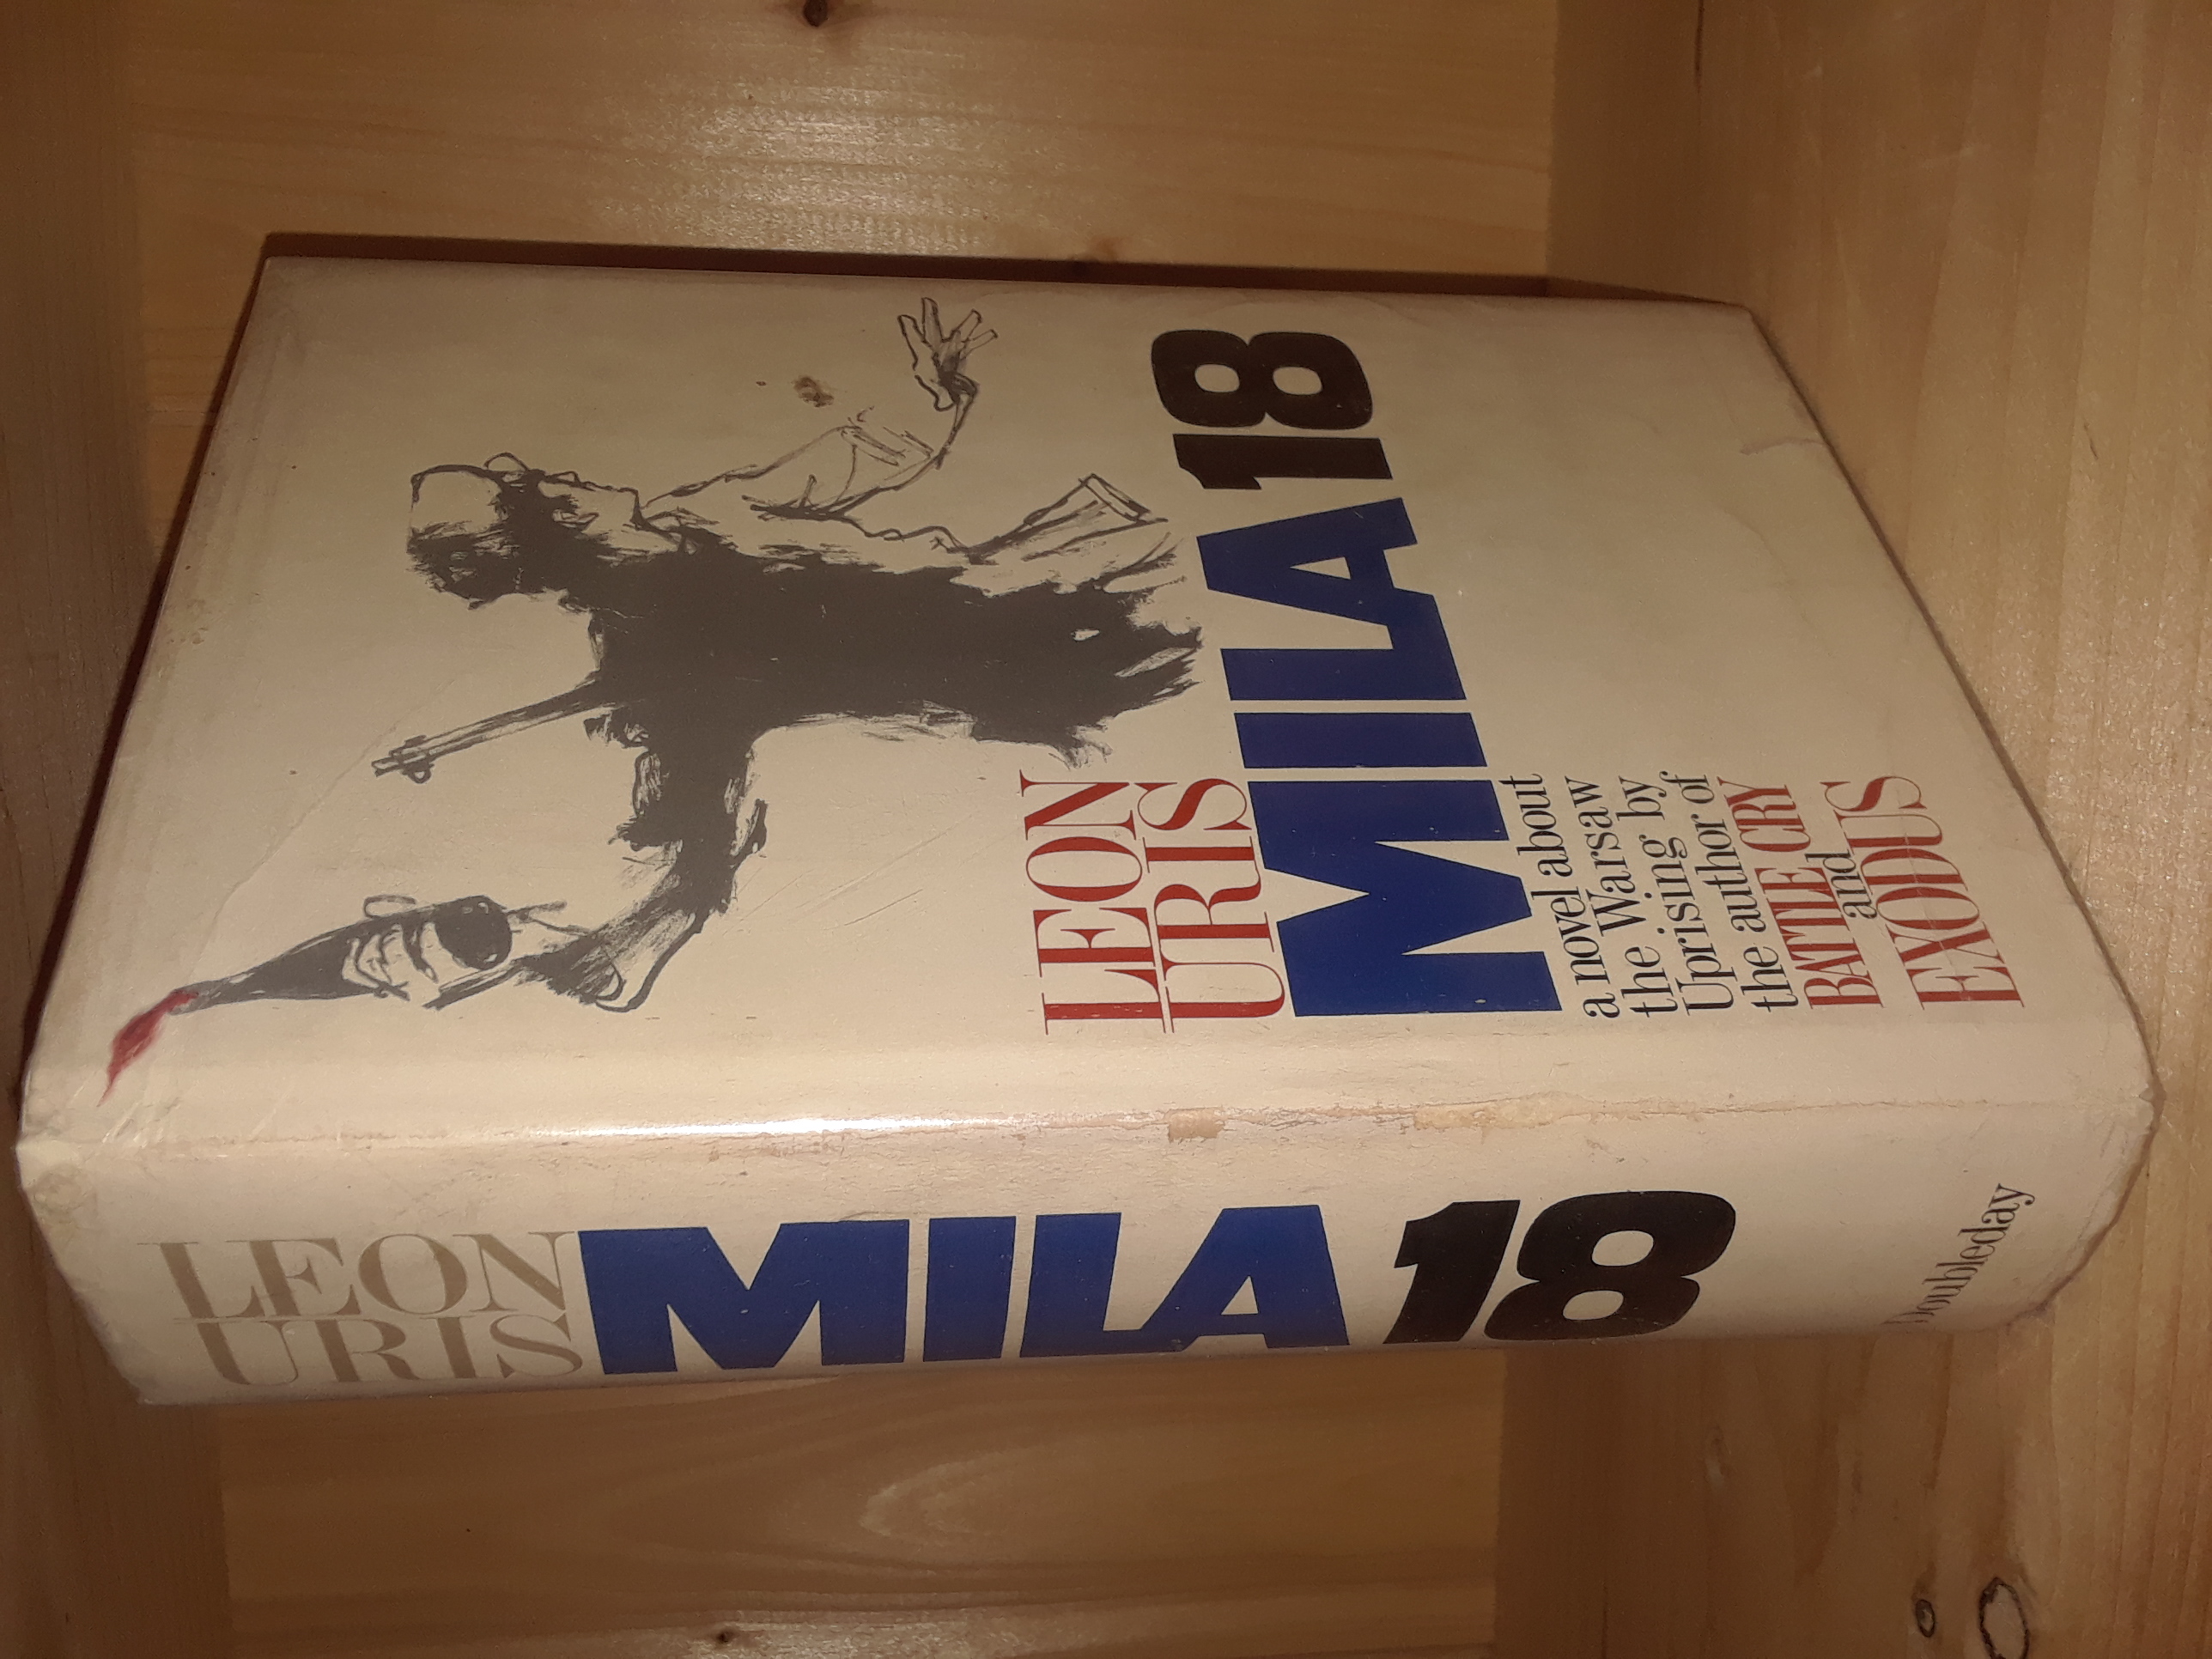 LEON
URIS
MILA 18
a novel about
the Warsaw
Uprising by
the author of
BATTLE CRY
and
EXODUS
LEON
URIS
MILA 18
Doubleday